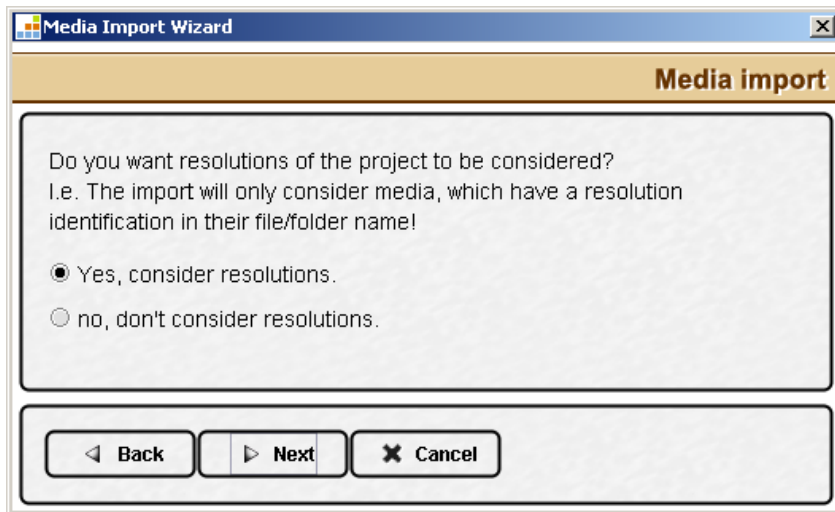 Media Import Wizard
Media import
Do you want resolutions of the project to be considered?
I.e. The import will only consider media, which have a resolution
identification in their file/folder name!
Yes, consider resolutions.
no, don't consider resolutions.
Back Next Cancel